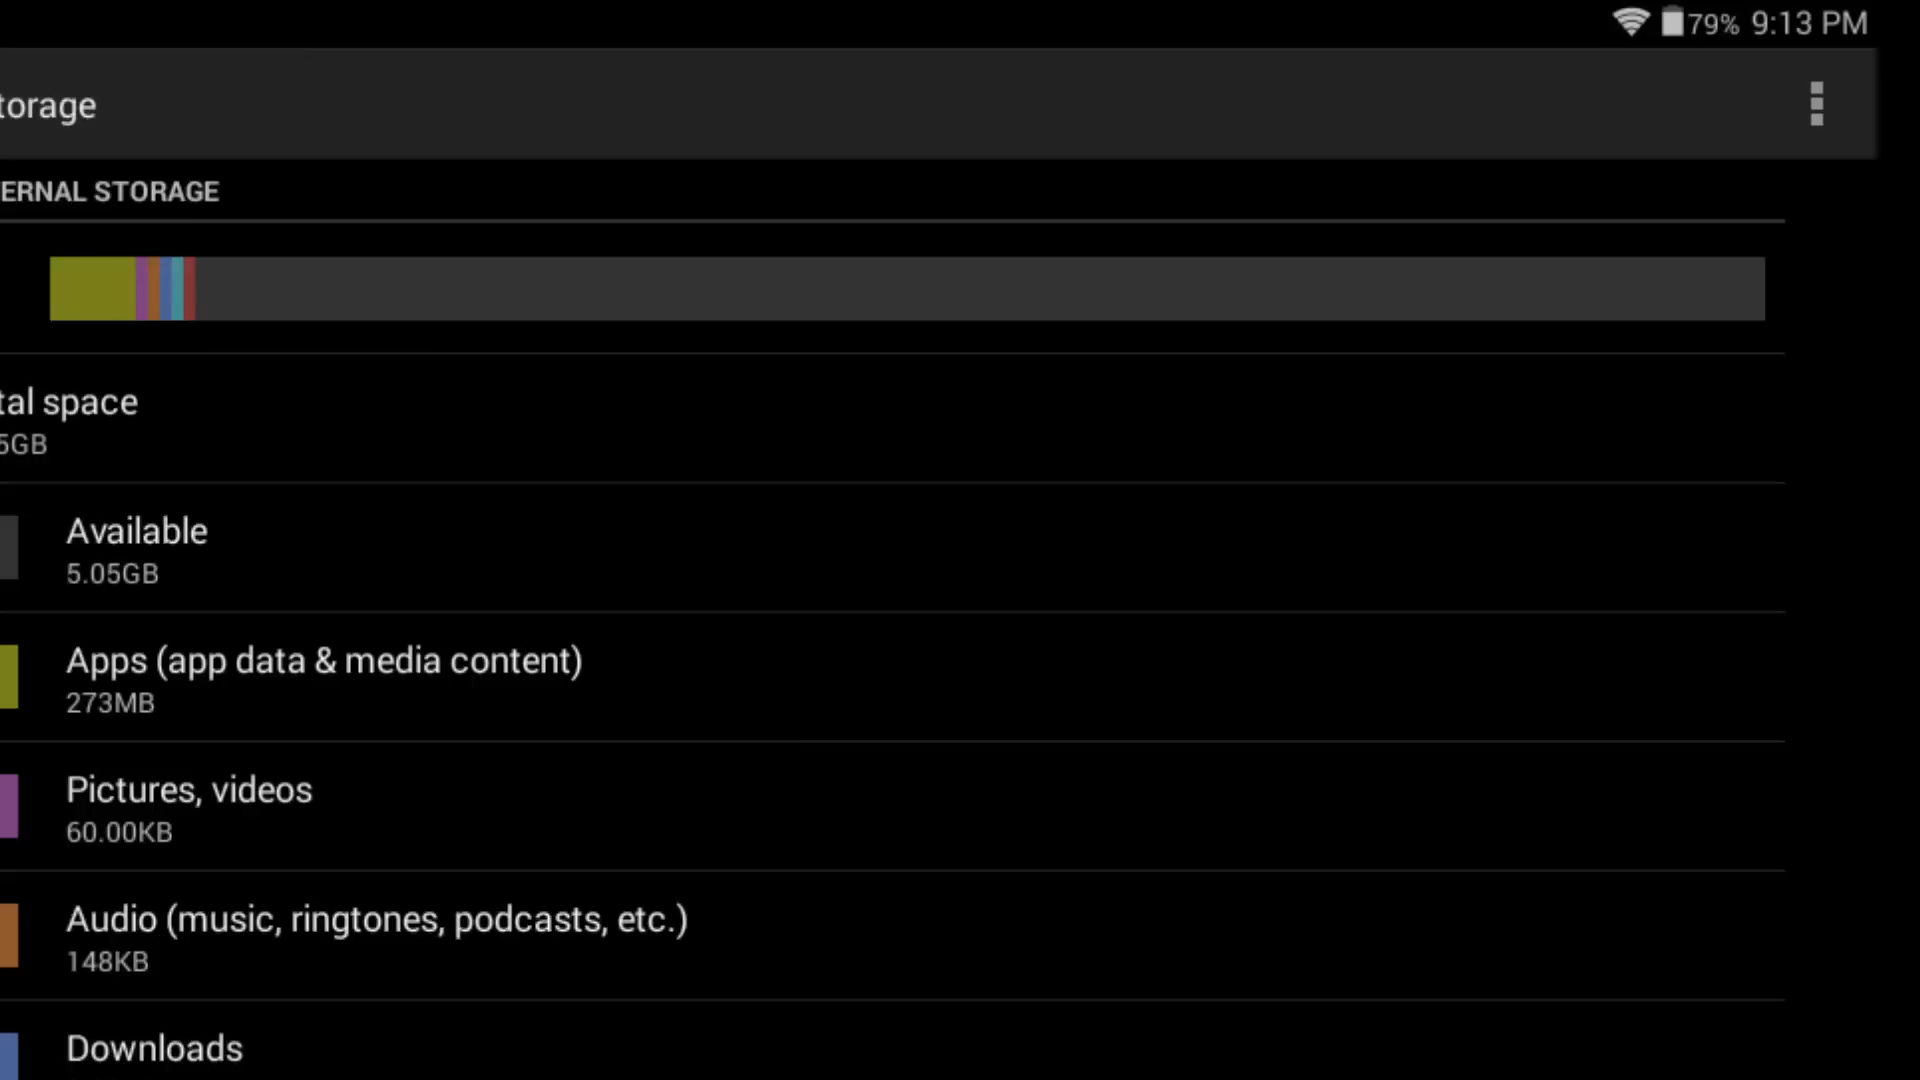 79% 9:13 PM
torage
ERNAL STORAGE
tal space
5GB
Available
5.05GB
Apps (app data & media content)
273MB
Pictures, videos
60.00KB
Audio (music, ringtones, podcasts, etc.)
148KB
Downloads